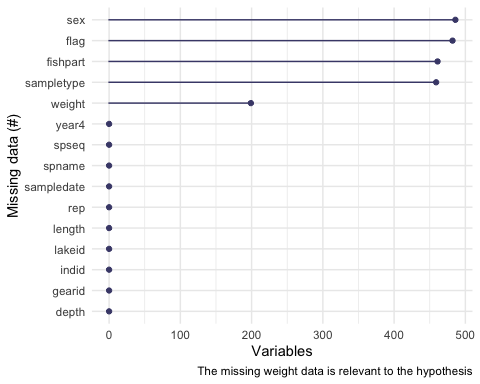 Missing data (#)
sex
flag
fishpart
sampletype
weight
year4
spseq
spname
sampledate
rep
length
lakeid
indid
gearid
depth
0 100 200 300 400 500
Variables
The missing weight data is relevant to the hypothesis